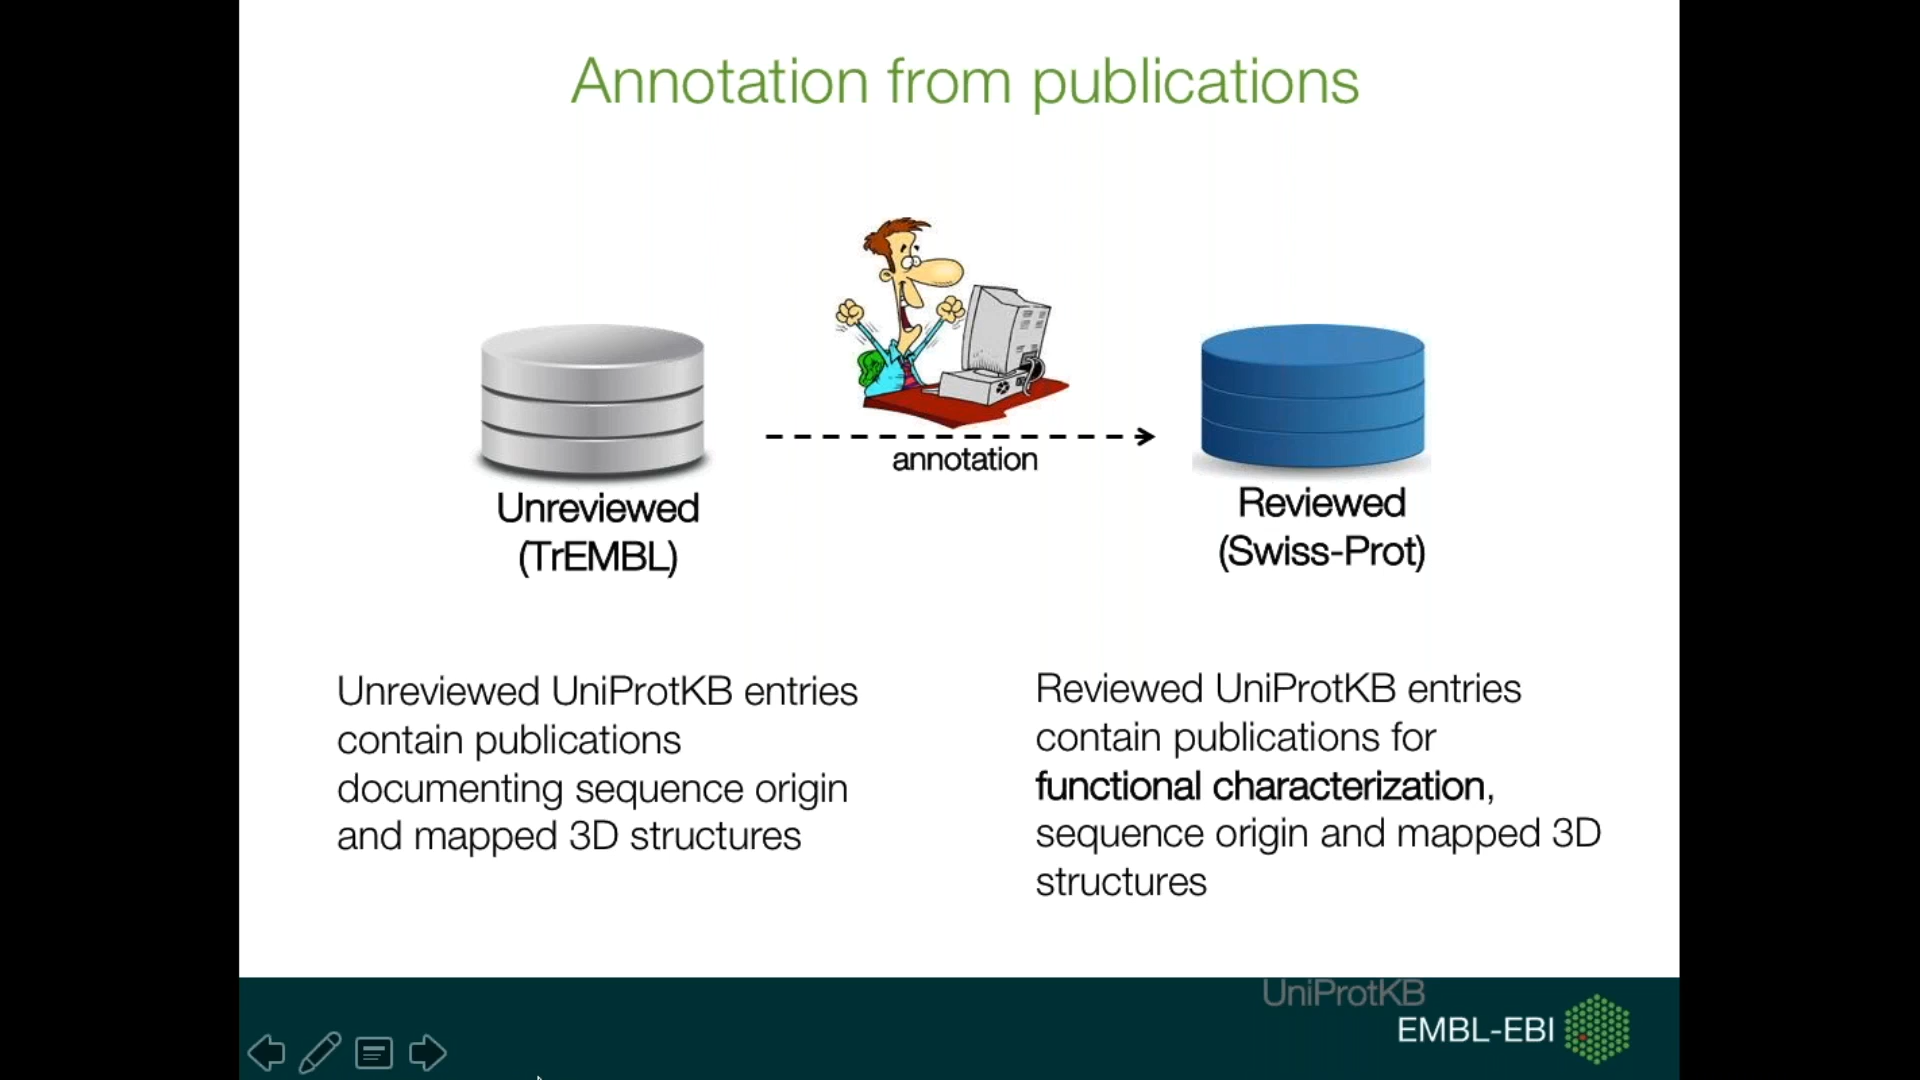 Annotation from publications
annotation
Unreviewed
(TrEMBL)
Reviewed
(Swiss-Prot)
Unreviewed UniProtKB entries
contain publications
documenting sequence origin
and mapped 3D structures
Reviewed UniProtKB entries
contain publications for
functional characterization,
sequence origin and mapped 3D
structures
UniProtKB
EMBL-EBI